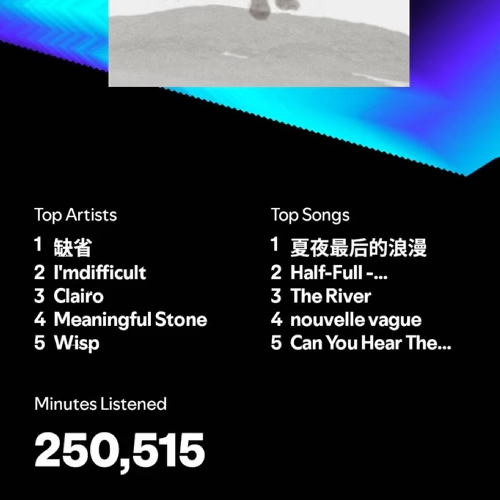 Top Artists
1 缺省
2 I'mdifficult
3 Clairo
4 Meaningful Stone
5 Wisp
Top Songs
1 夏夜最后的浪漫
2 Half-Full -...
3 The River
4 nouvelle vague
5 Can You Hear The...
Minutes Listened
250,515